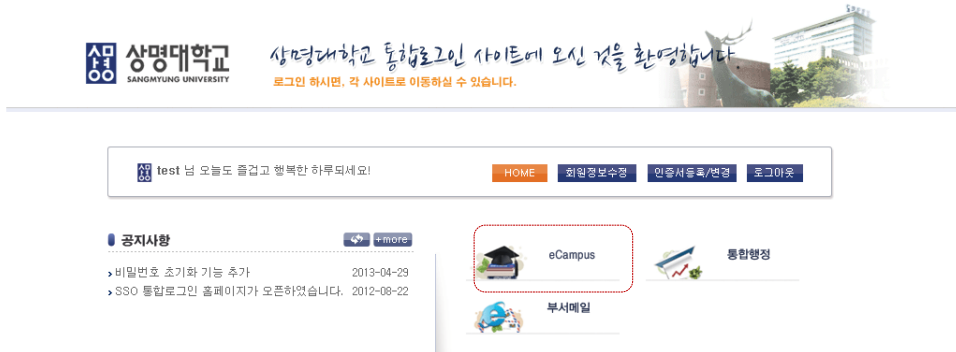 상명
상명대학교
SANGMYUNG UNIVERSITY
상명대학교 통합로그인 사이트에 오신 것을 환영합니다.
로그인 하시면, 각 사이트로 이동하실 수 있습니다.
상명 test 님 오늘도 즐겁고 행복한 하루되세요!
HOME 회원정보수정 인증서등록/변경 로그아웃
공지사항 +more
비밀번호 초기화 기능 추가 2013-04-29
SSO 통합로그인 홈페이지가 오픈하였습니다. 2012-08-22
eCampus 통합행정
부서메일